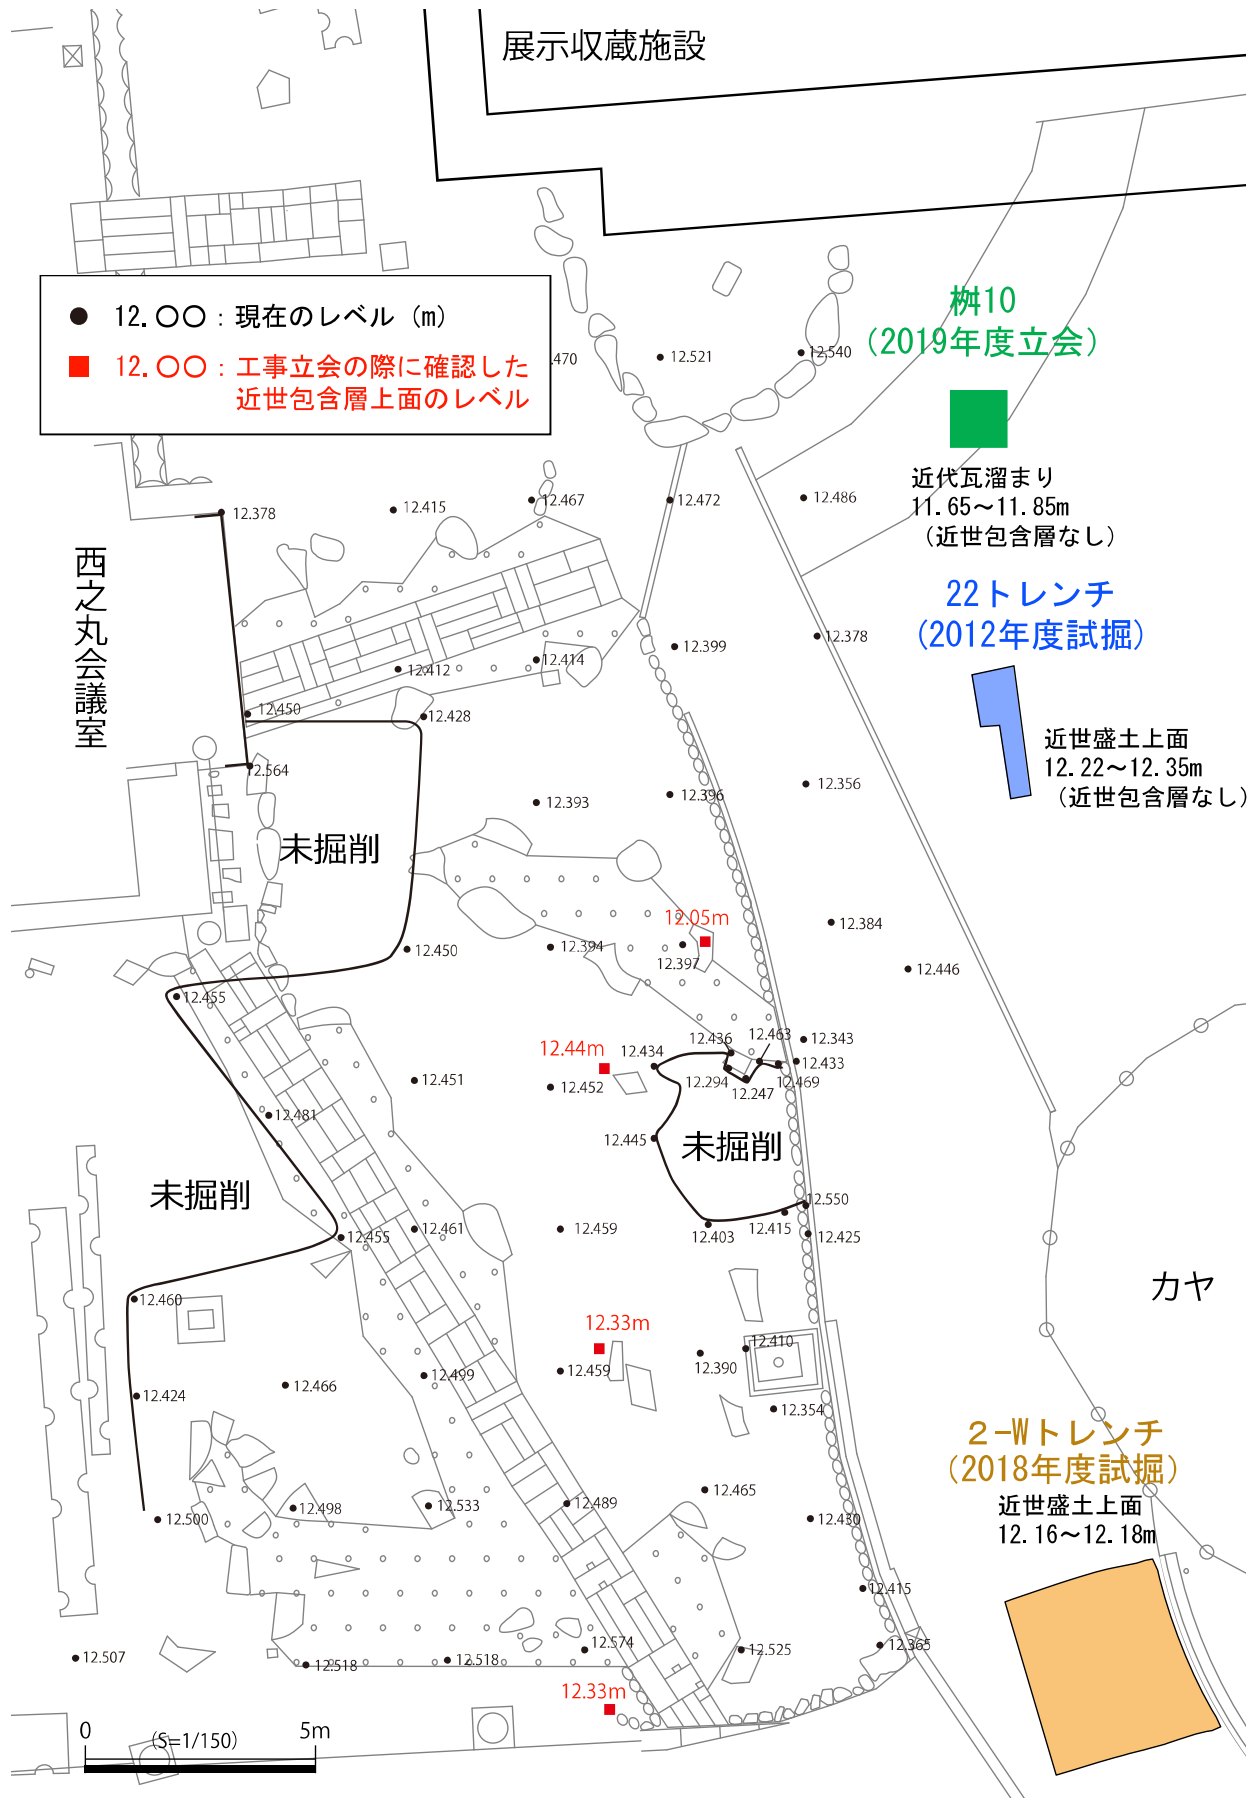 展示収蔵施設
● 12.〇〇：現在のレベル（m）
■ 12.〇〇：工事立会の際に確認した
近世包含層上面のレベル
.470
12.521
12.540
桝10
（2019年度立会）
近代瓦溜まり
11.65～11.85m
（近世包含層なし）
12.378
12.415
12.467
12.472
12.486
西之丸会議室
22トレンチ
（2012年度試掘）
近世盛土上面
12.22～12.35m
（近世包含層なし）
12.412
12.414
12.399
12.378
12.450
12.428
12.564
12.393
12.396
12.356
未掘削
12.05m
12.384
12.450
12.394
12.397
12.446
12.455
12.44m
12.434
12.436
12.463
12.343
12.433
12.451
12.452
12.294
12.247
12.469
12.481
12.445
未掘削
未掘削
12.550
12.455
12.461
12.459
12.403
12.415
12.425
カヤ
12.460
12.33m
12.410
12.390
12.424
12.466
12.499
12.459
12.354
２-Wトレンチ
（2018年度試掘）
近世盛土上面
12.16～12.18m
12.500
12.498
12.533
12.489
12.465
12.430
12.415
12.507
12.518
12.518
12.574
12.525
12.365
12.33m
0 (S=1/150) 5m